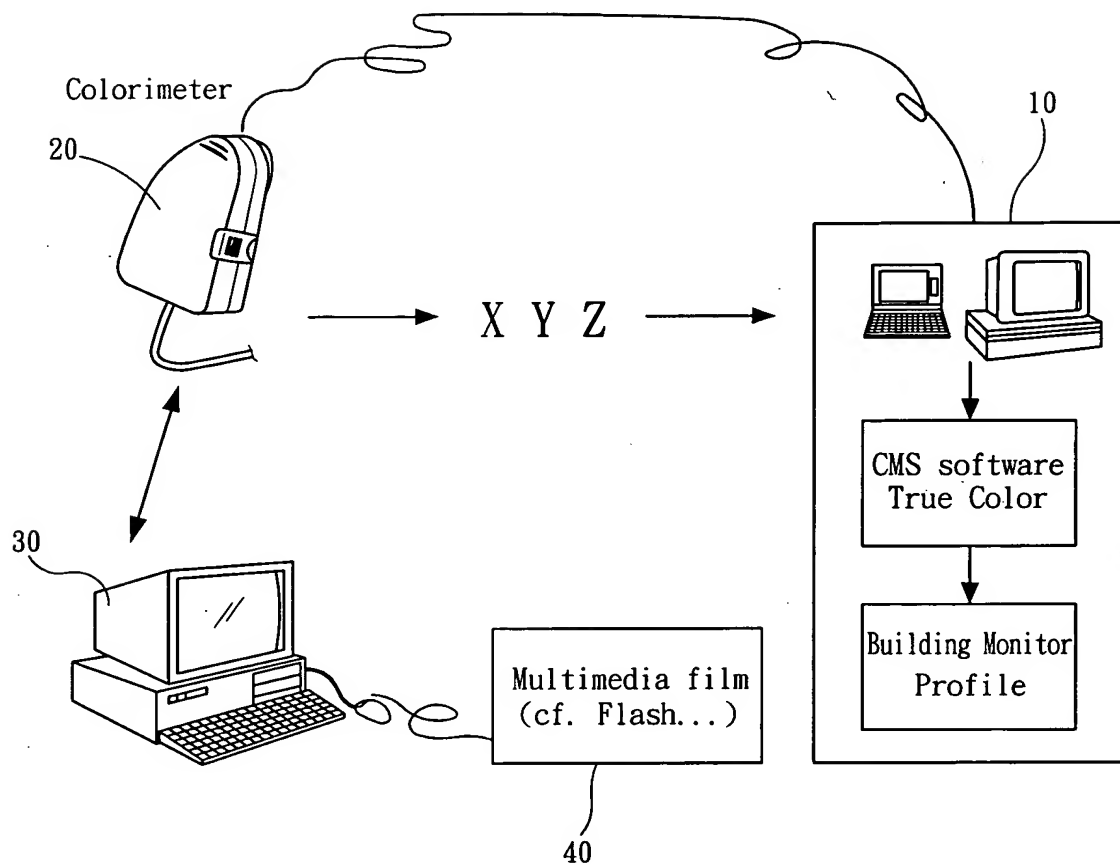 Colorimeter
20
10
X Y Z
CMS software
True Color
Building Monitor
Profile
30
Multimedia film
(cf. Flash...)
40